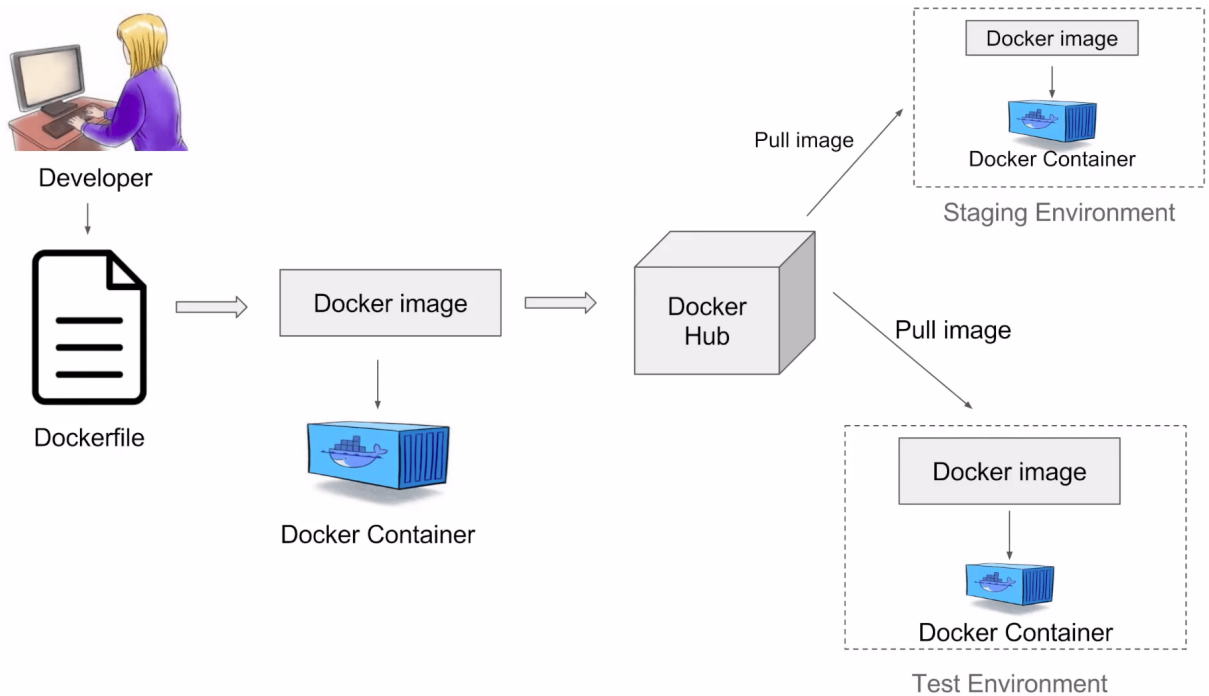 Developer
Dockerfile
Docker image
Docker Container
Docker
Hub
Pull image
Docker image
Docker Container
Staging Environment
Pull image
Docker image
Docker Container
Test Environment